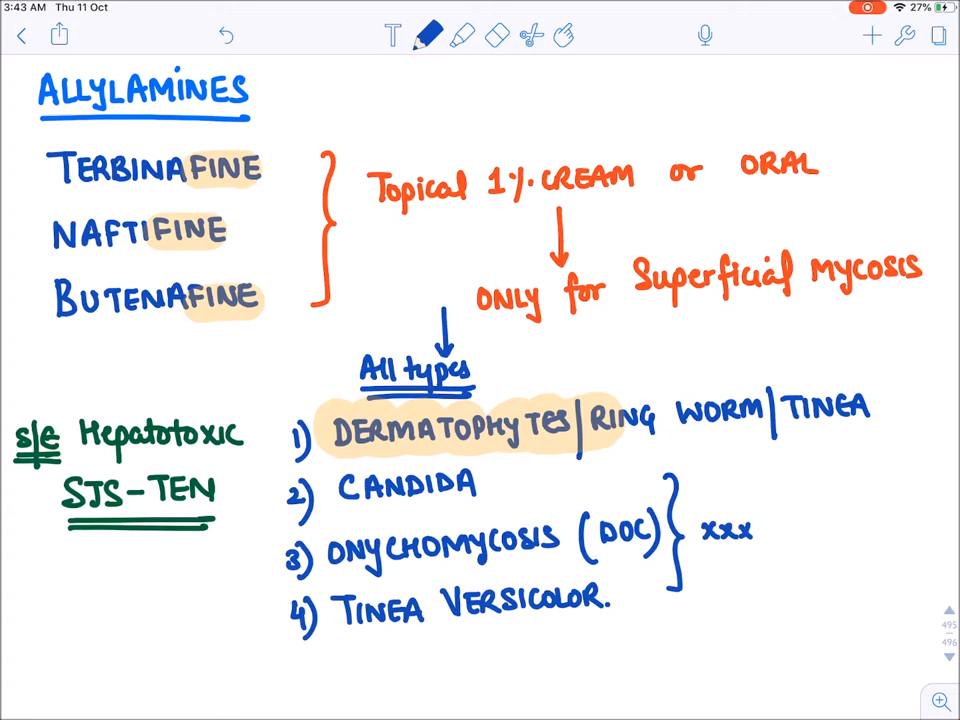 3:43 AM Thu 11 Oct 27%
ALLYLAMINES
TERBINAFINE
NAFTIFINE
BUTENAFINE
Topical 1% CREAM or ORAL
ONLY for Superficial MYCOSIS
All types
1) DERMATOPHYTES|RING WORM|TINEA
2) CANDIDA
3) ONYCHOMYCOSIS (DOC)
xxx
4) TINEA VERSICOLOR.
s/e Hepatotoxic
SJS-TEN
495
496